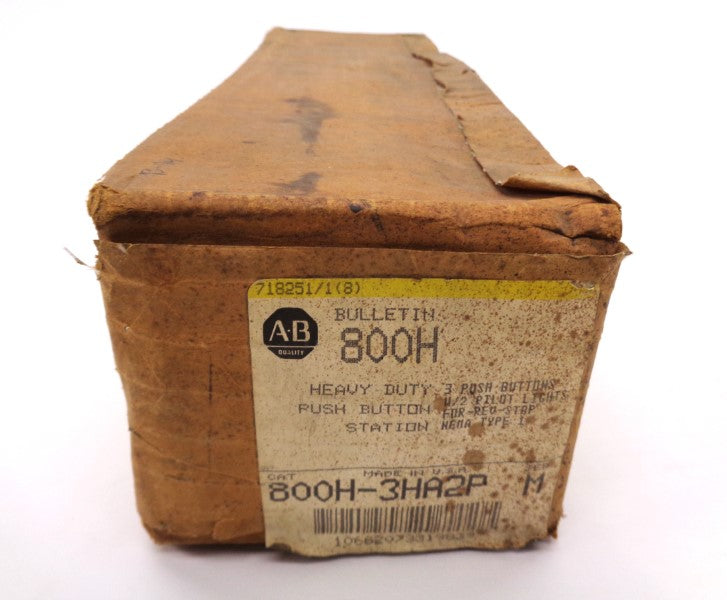 718251/1(8)
A-B
QUALITY
BULLETIN
800H
HEAVY DUTY
PUSH BUTTON
STATION
3 PUSH BUTTONS
W/2 PILOT LIGHTS
FOR-REV-STOP
NEMA TYPE 1
CAT
MADE IN U.S.A.
800H-3HA2P M